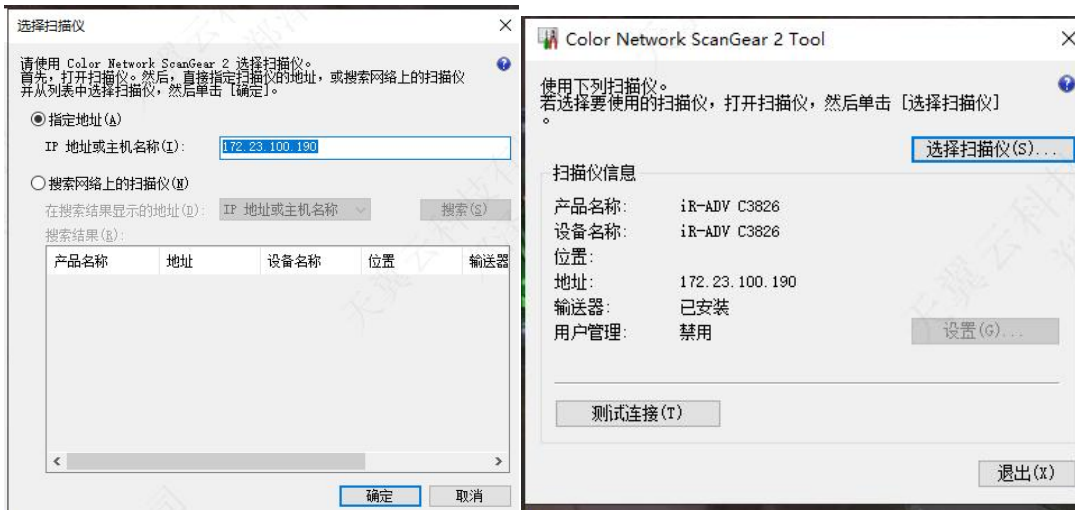 选择扫描仪
请使用 Color Network ScanGear 2 选择扫描仪。
首先，打开扫描仪。然后，直接指定扫描仪的地址，或搜索网络上的扫描仪
并从列表中选择扫描仪，然后单击 [确定]。
指定地址(A)
IP 地址或主机名称(I): 172.23.100.190
搜索网络上的扫描仪(N)
在搜索结果显示的地址(D): IP 地址或主机名称 搜索(S)
搜索结果(R):
产品名称 地址 设备名称 位置 输送器
确定 取消
Color Network ScanGear 2 Tool
使用下列扫描仪。
若选择要使用的扫描仪，打开扫描仪，然后单击 [选择扫描仪]
。
选择扫描仪(S)...
扫描仪信息
产品名称: iR-ADV C3826
设备名称: iR-ADV C3826
位置:
地址: 172.23.100.190
输送器: 已安装
用户管理: 禁用
设置(G)...
测试连接(T)
退出(X)